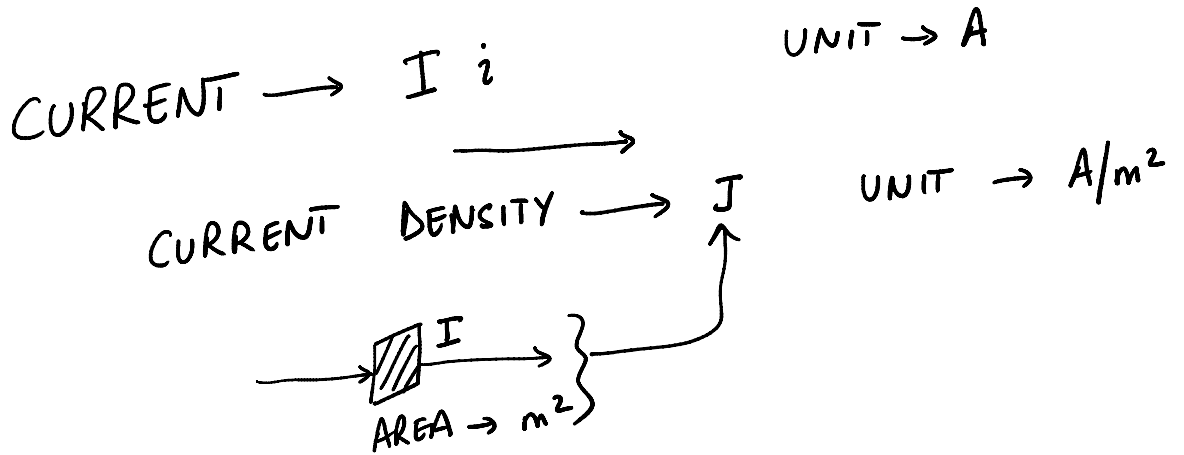 CURRENT → I i UNIT → A
CURRENT DENSITY → J UNIT → A/m²
I
AREA → m²